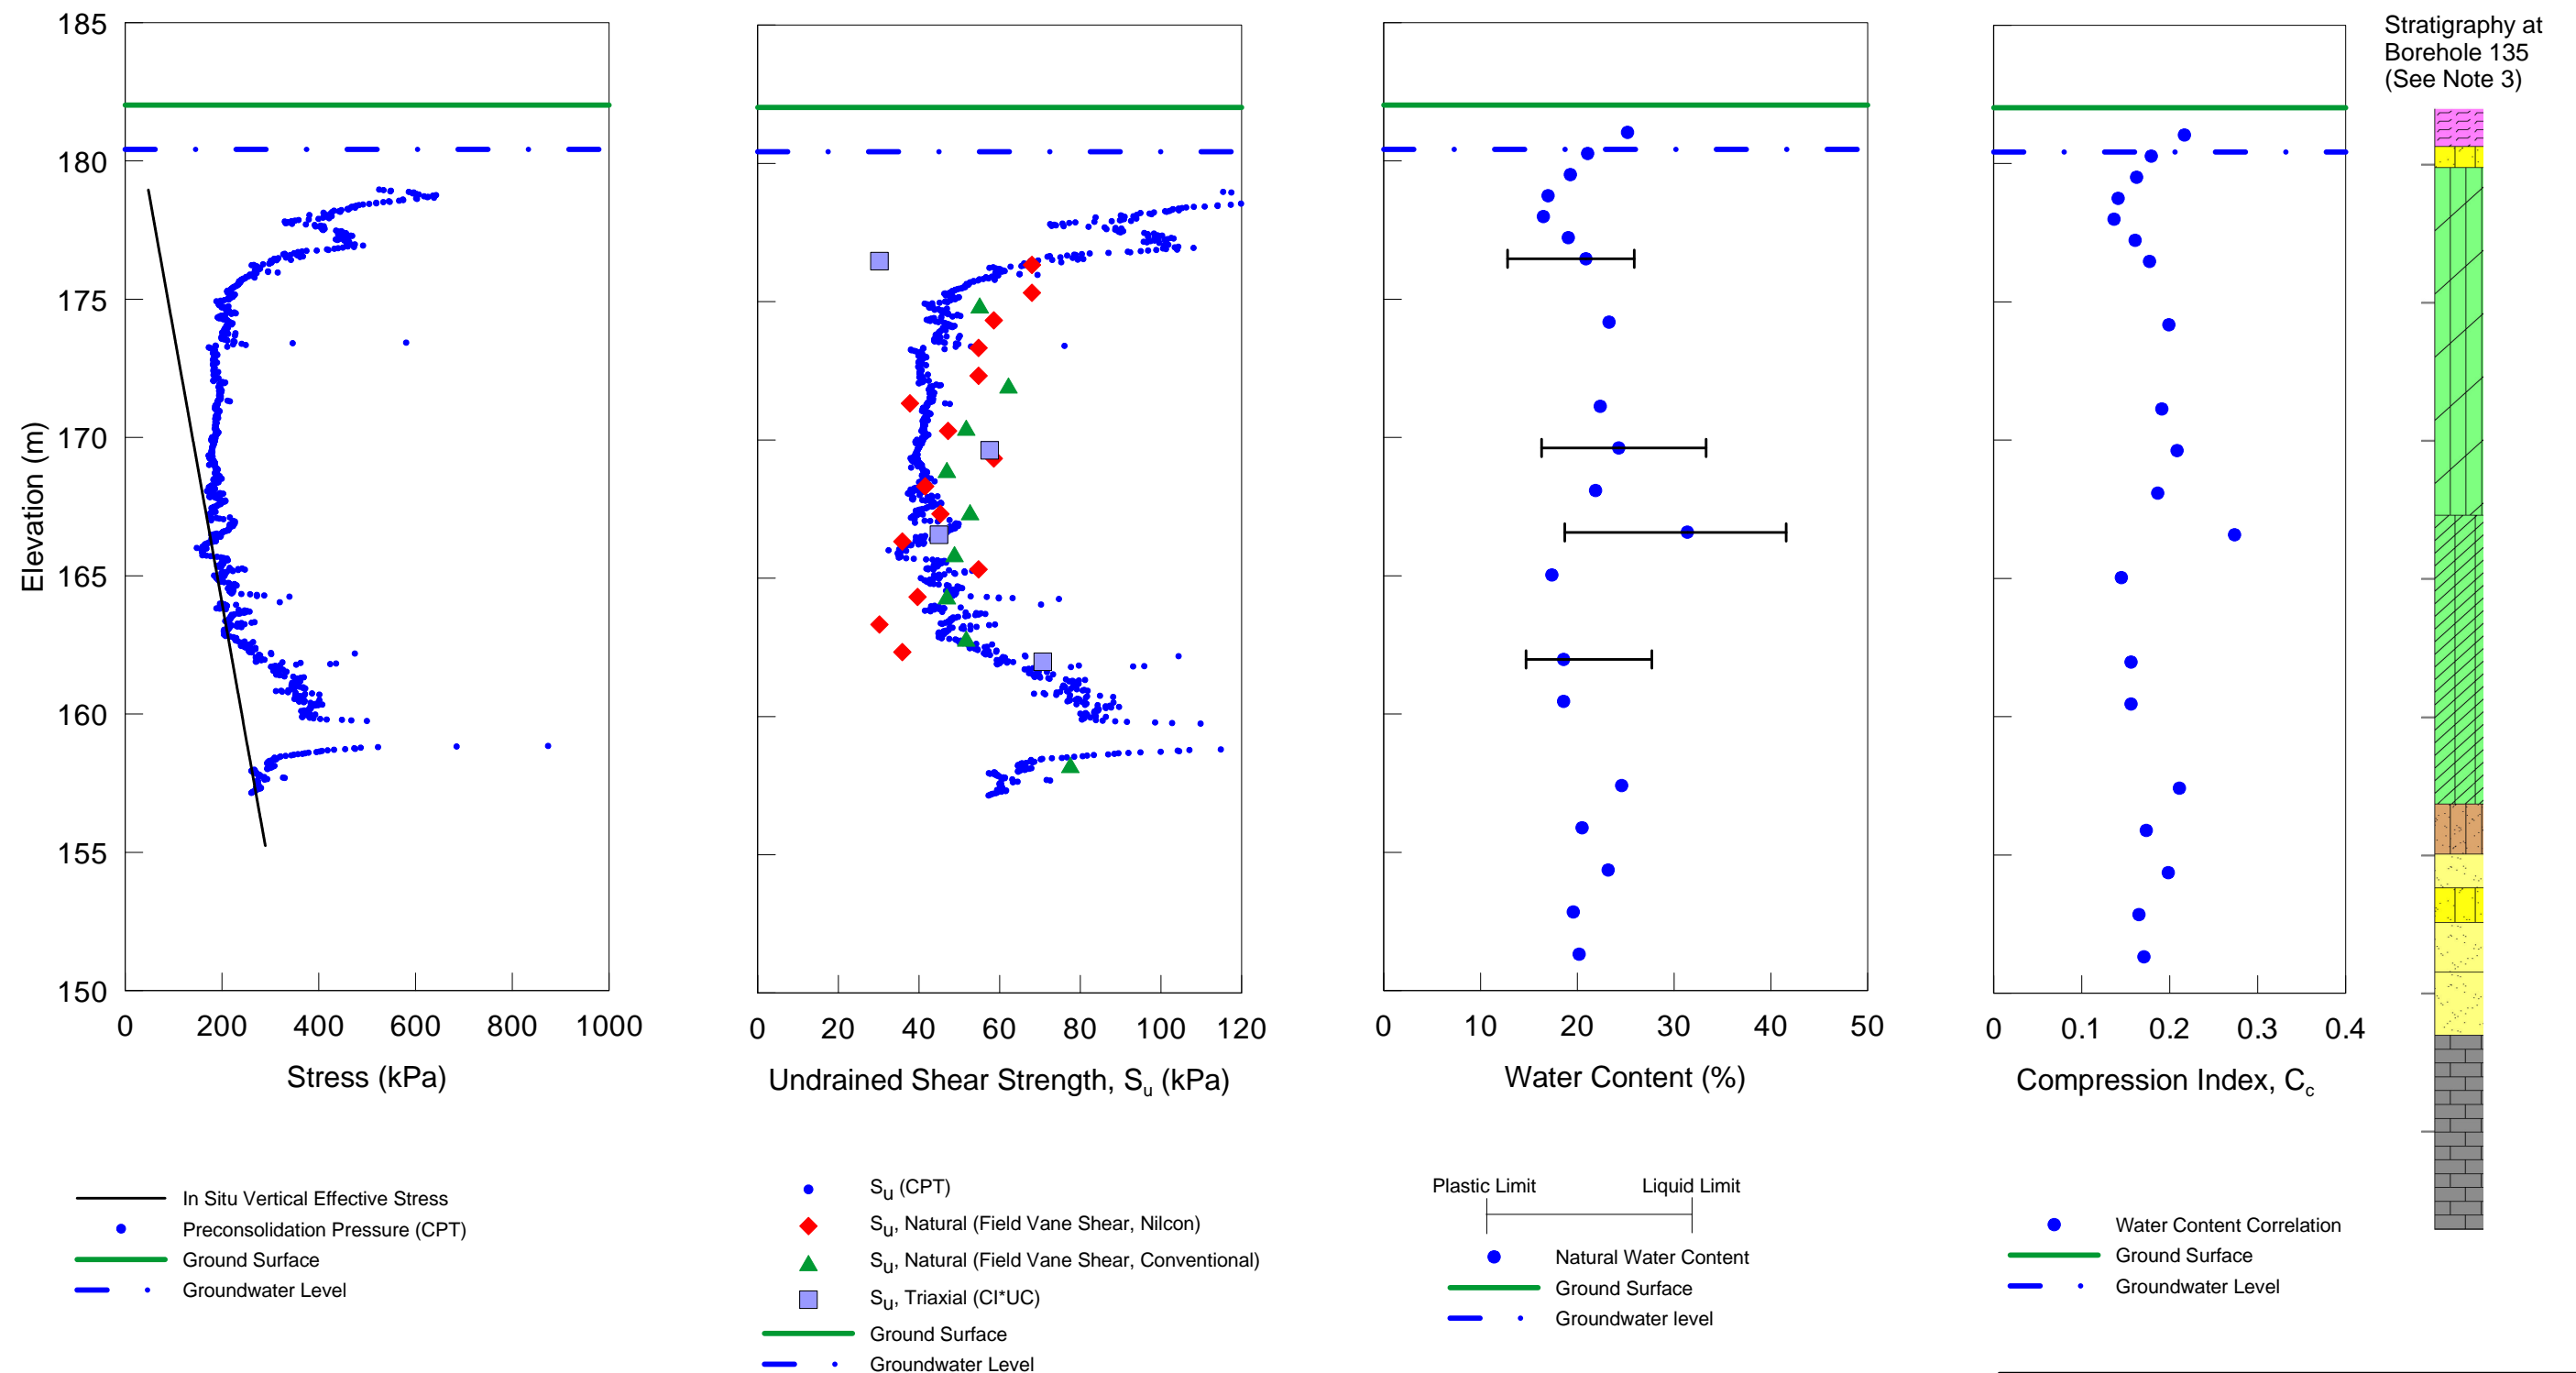 185
180
175
170
165
160
155
150
Elevation (m)
0 200 400 600 800 1000
Stress (kPa)
In Situ Vertical Effective Stress
Preconsolidation Pressure (CPT)
Ground Surface
Groundwater Level
0 20 40 60 80 100 120
Undrained Shear Strength, Su (kPa)
Su (CPT)
Su, Natural (Field Vane Shear, Nilcon)
Su, Natural (Field Vane Shear, Conventional)
Su, Triaxial (CI*UC)
Ground Surface
Groundwater Level
0 10 20 30 40 50
Water Content (%)
Plastic Limit Liquid Limit
Natural Water Content
Ground Surface
Groundwater level
0 0.1 0.2 0.3 0.4
Compression Index, Cc
Water Content Correlation
Ground Surface
Groundwater Level
Stratigraphy at
Borehole 135
(See Note 3)